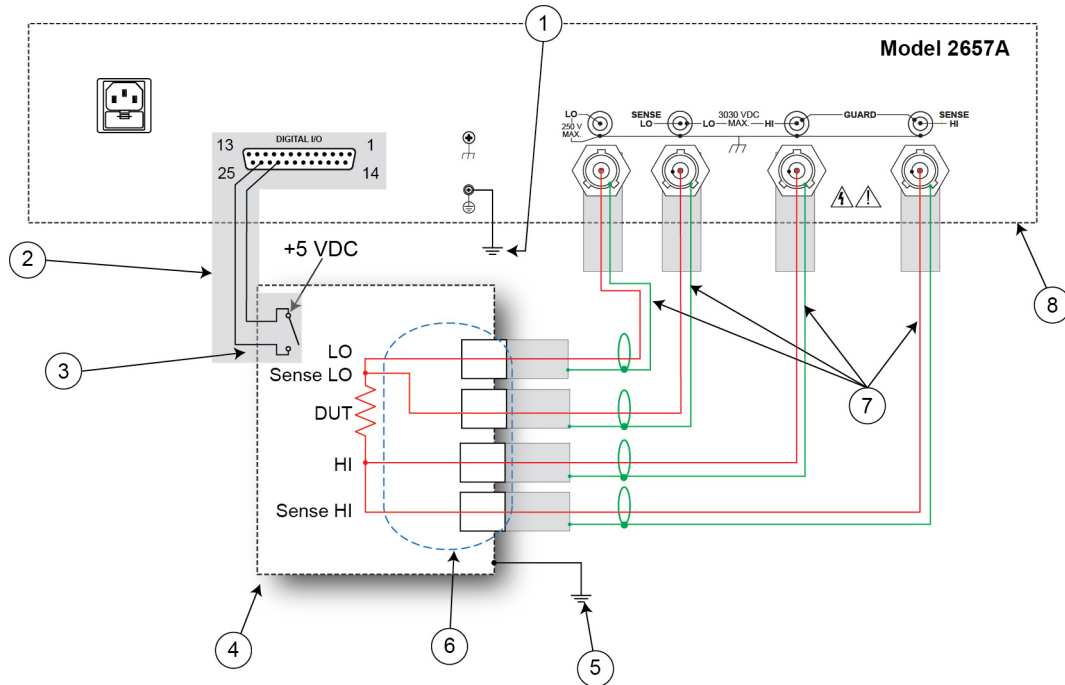 1
Model 2657A
LO
250 V
MAX.
SENSE
LO
LO
3030 VDC
MAX.
HI
GUARD
SENSE
HI
DIGITAL I/O
13
1
25
14
2
+5 VDC
8
3
LO
Sense LO
DUT
7
HI
Sense HI
4
6
5